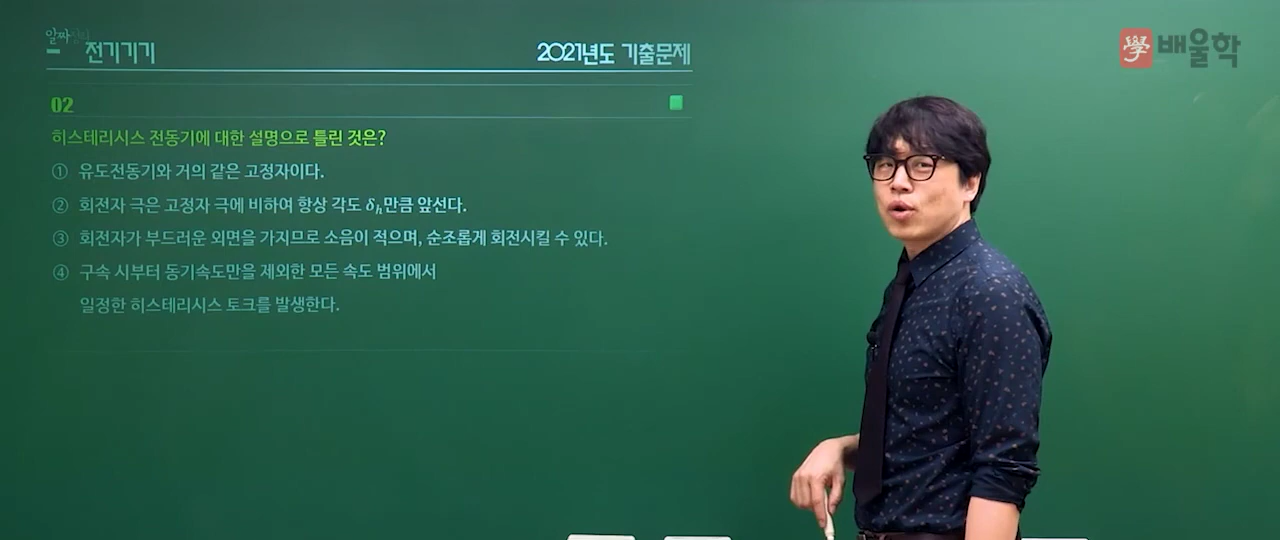 알짜
전기기기
2021년도 기출문제
學 배울학
02
히스테리시스 전동기에 대한 설명으로 틀린 것은?
① 유도전동기와 거의 같은 고정자이다.
② 회전자 극은 고정자 극에 비하여 항상 각도 δₕ만큼 앞선다.
③ 회전자가 부드러운 외면을 가지므로 소음이 적으며, 순조롭게 회전시킬 수 있다.
④ 구속 시부터 동기속도만을 제외한 모든 속도 범위에서
일정한 히스테리시스 토크를 발생한다.